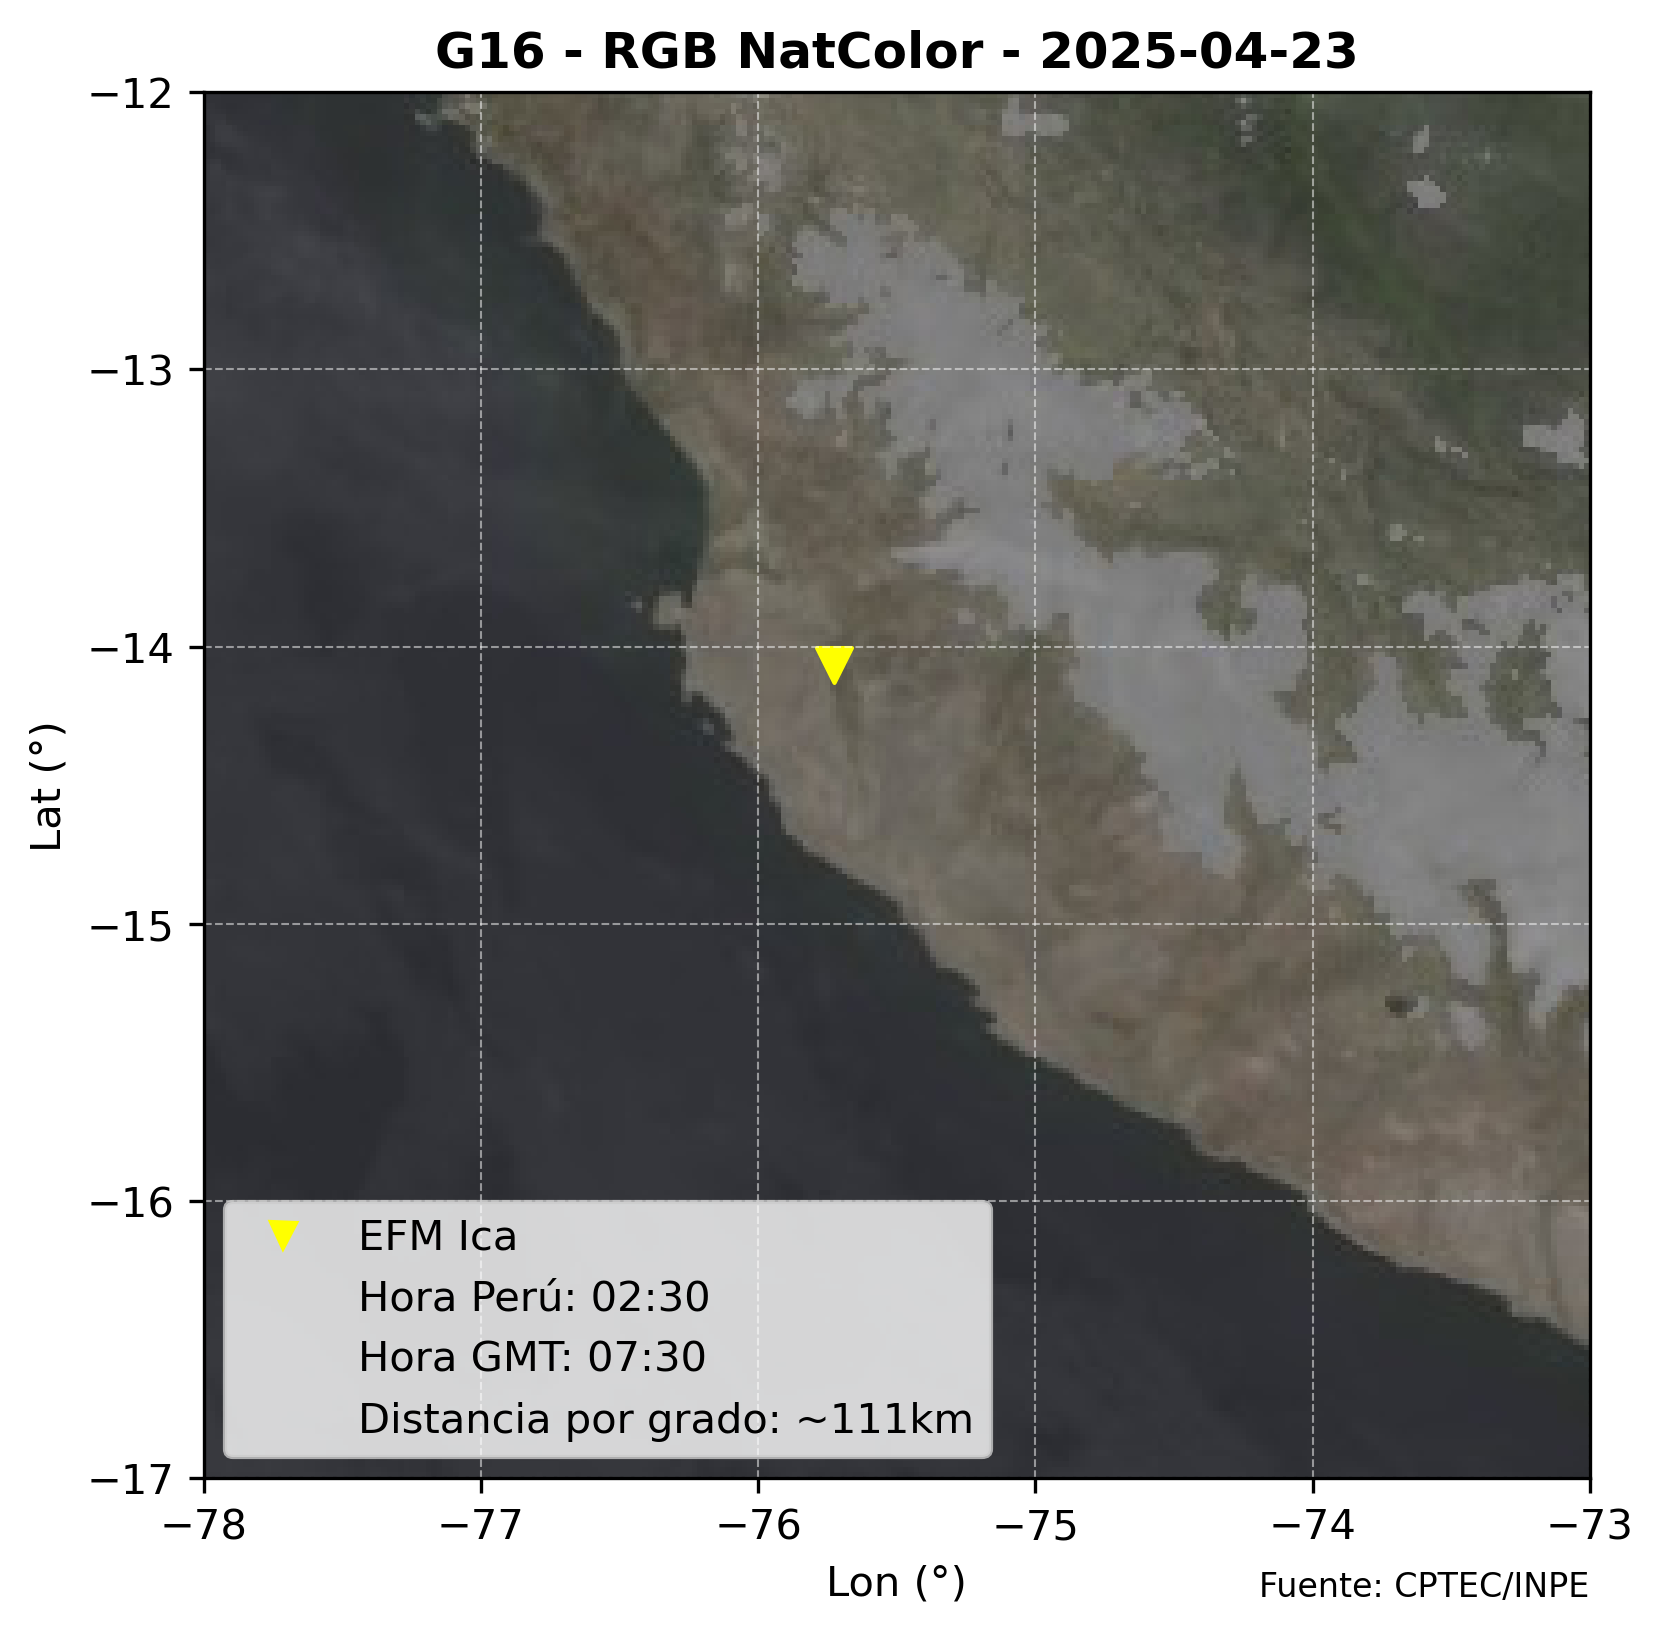 G16 - RGB NatColor - 2025-04-23
−12
−13
−14
−15
−16
−17
Lat (°)
EFM Ica
Hora Perú: 02:30
Hora GMT: 07:30
Distancia por grado: ~111km
−78 −77 −76 −75 −74 −73
Lon (°)
Fuente: CPTEC/INPE